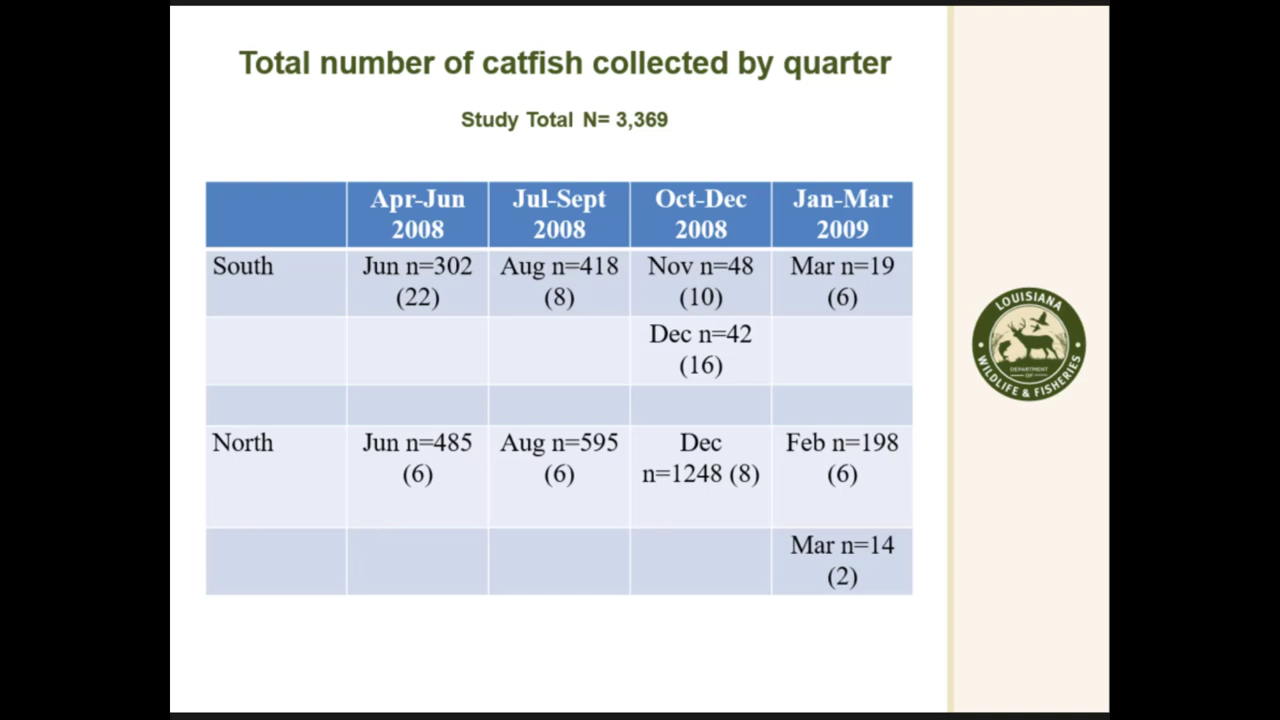 Total number of catfish collected by quarter
Study Total N= 3,369
Apr-Jun 2008 Jul-Sept 2008 Oct-Dec 2008 Jan-Mar 2009
South Jun n=302 (22) Aug n=418 (8) Nov n=48 (10) Mar n=19 (6)
Dec n=42 (16)
North Jun n=485 (6) Aug n=595 (6) Dec n=1248 (8) Feb n=198 (6)
Mar n=14 (2)
LOUISIANA
DEPARTMENT
OF
WILDLIFE & FISHERIES